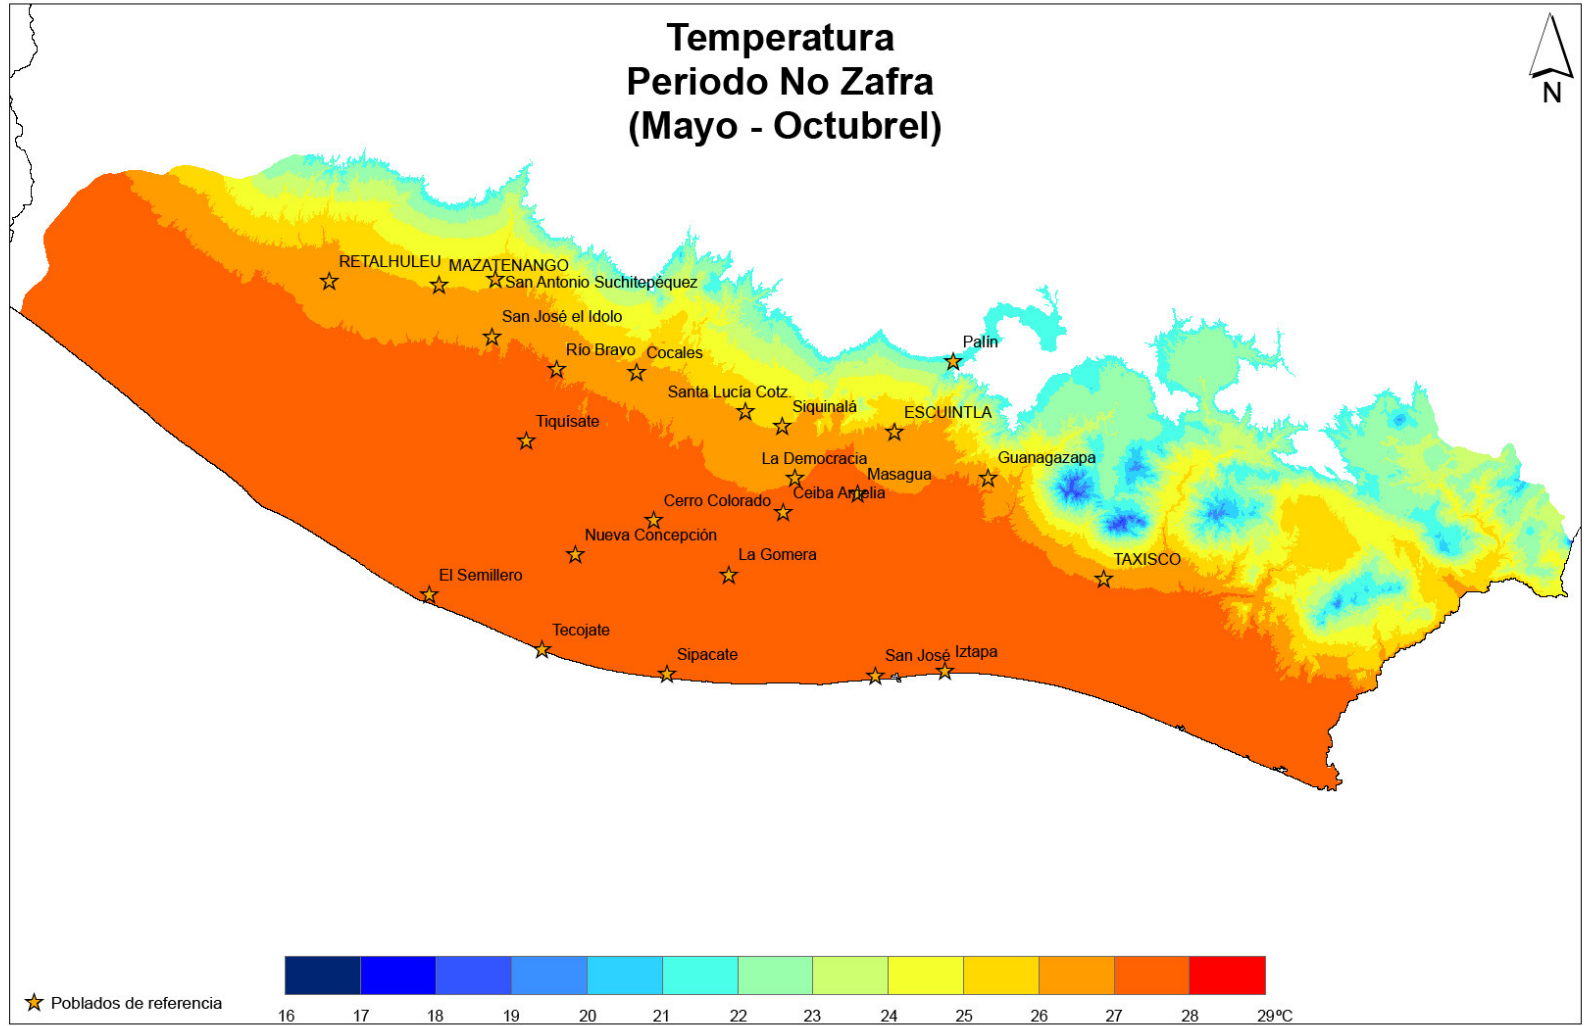 Temperatura
Periodo No Zafra
(Mayo - Octubrel)
N
RETALHULEU
MAZATENANGO
San Antonio Suchitepéquez
San José el Idolo
Río Bravo
Cocales
Palín
Santa Lucía Cotz.
Siquinalá
ESCUINTLA
Tiquísate
La Democracia
Masagua
Guanagazapa
Cerro Colorado
Ceiba Amelia
Nueva Concepción
La Gomera
TAXISCO
El Semillero
Tecojate
Sipacate
San José
Iztapa
Poblados de referencia
16 17 18 19 20 21 22 23 24 25 26 27 28 29ºC